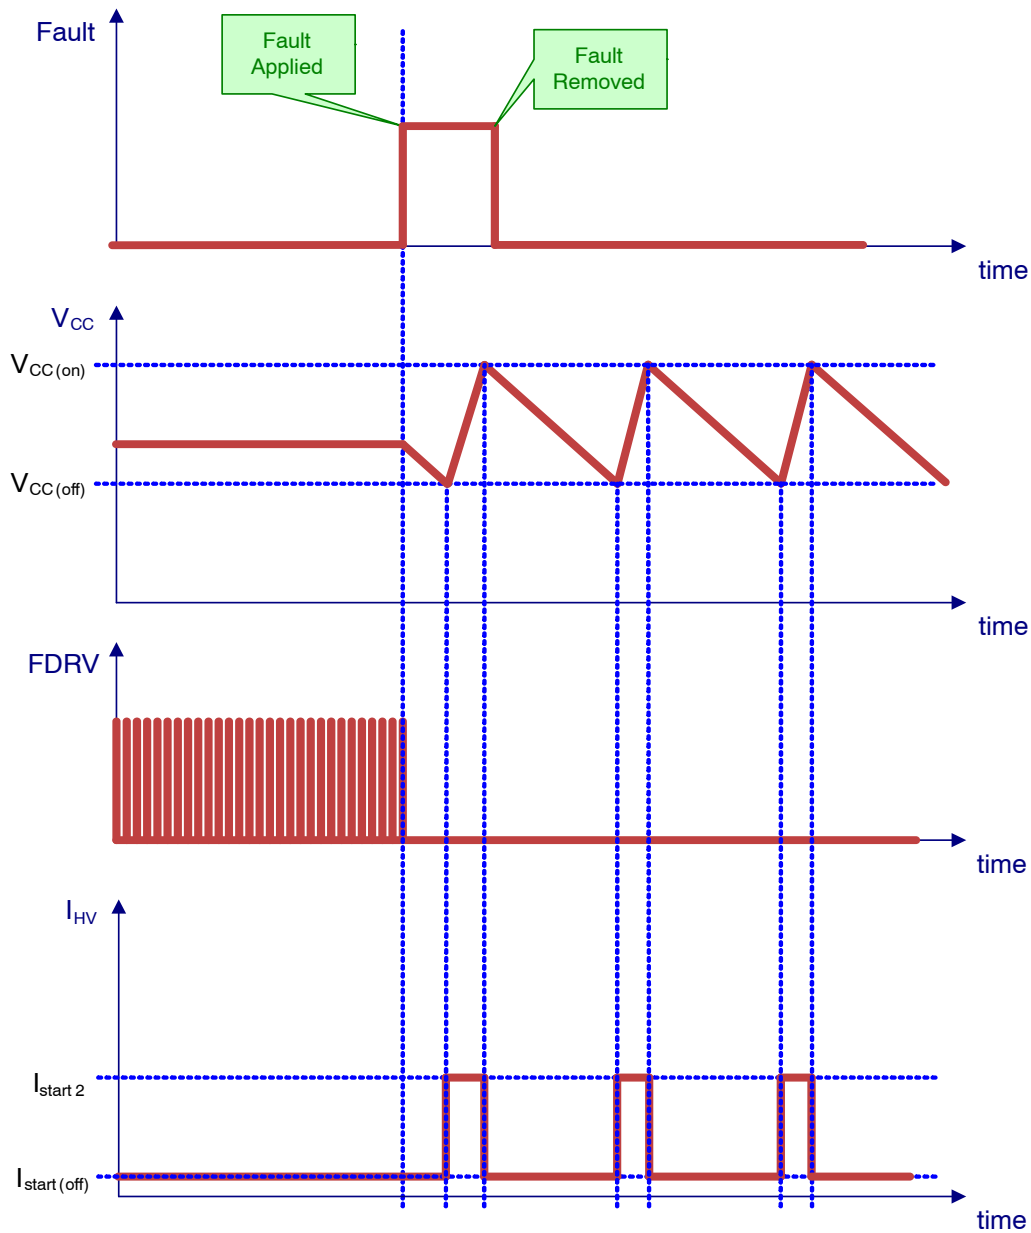 Fault
Fault
Applied
Fault
Removed
time
VCC
VCC (on)
VCC (off)
time
FDRV
time
IHV
Istart 2
Istart (off)
time